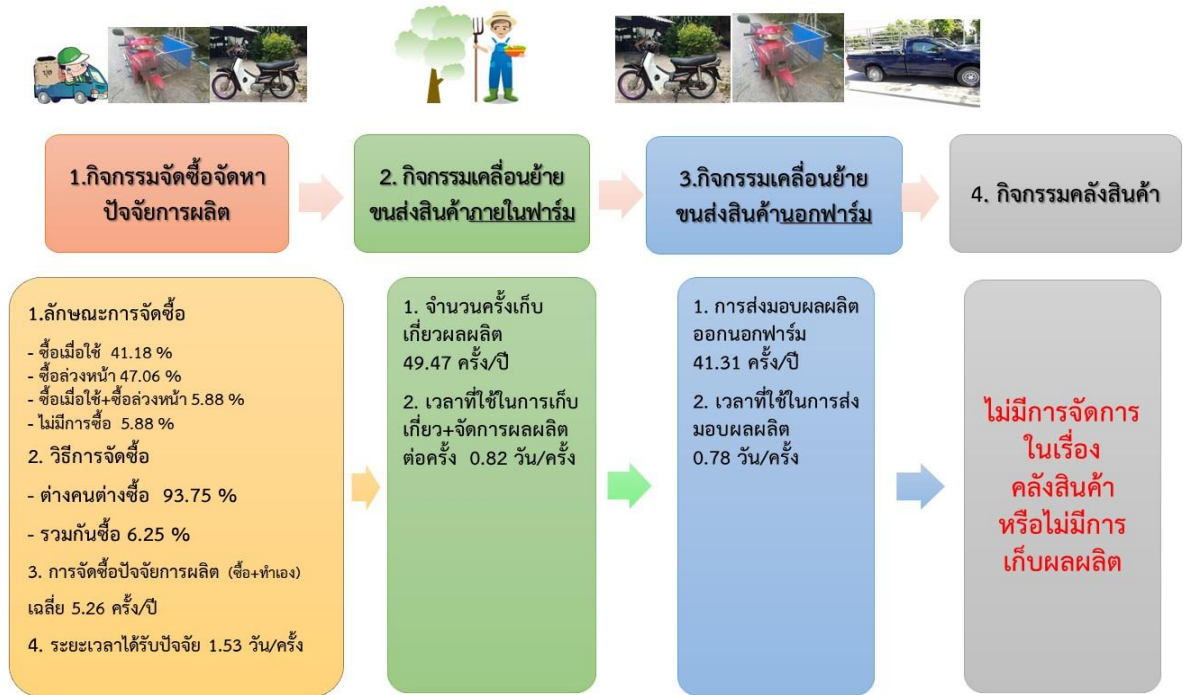 1.กิจกรรมจัดซื้อจัดหา
ปัจจัยการผลิต
2. กิจกรรมเคลื่อนย้าย
ขนส่งสินค้าภายในฟาร์ม
3.กิจกรรมเคลื่อนย้าย
ขนส่งสินค้านอกฟาร์ม
4. กิจกรรมคลังสินค้า
1.ลักษณะการจัดซื้อ
- ซื้อเมื่อใช้ 41.18 %
- ซื้อล่วงหน้า 47.06 %
- ซื้อเมื่อใช้+ซื้อล่วงหน้า 5.88 %
- ไม่มีการซื้อ 5.88 %
2. วิธีการจัดซื้อ
- ต่างคนต่างซื้อ 93.75 %
- รวมกันซื้อ 6.25 %
3. การจัดซื้อปัจจัยการผลิต (ซื้อ+ทำเอง)
เฉลี่ย 5.26 ครั้ง/ปี
4. ระยะเวลาได้รับปัจจัย 1.53 วัน/ครั้ง
1. จำนวนครั้งเก็บ
เกี่ยวผลผลิต
49.47 ครั้ง/ปี
2. เวลาที่ใช้ในการเก็บ
เกี่ยว+จัดการผลผลิต
ต่อครั้ง 0.82 วัน/ครั้ง
1. การส่งมอบผลผลิต
ออกนอกฟาร์ม
41.31 ครั้ง/ปี
2. เวลาที่ใช้ในการส่ง
มอบผลผลิต
0.78 วัน/ครั้ง
ไม่มีการจัดการ
ในเรื่อง
คลังสินค้า
หรือไม่มีการ
เก็บผลผลิต